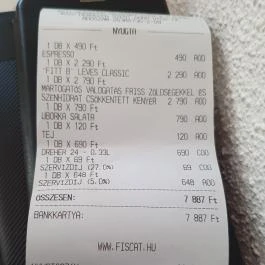 NYUGTA
1 DB X 490 Ft
ESPRESSO 490 A00
1 DB X 2 290 Ft
"FITT B" LEVES CLASSIC 2 290 A00
1 DB X 2 790 Ft
MÁRTOGATÓS VÁLOGATÁS FRISS ZÖLDSÉGEKKEL ÉS
SZÉNHIDRÁT CSÖKKENTETT KENYÉR 2 790 A00
1 DB X 790 Ft
UBORKA SALÁTA 790 A00
1 DB X 120 Ft
TEJ 120 A00
1 DB X 690 Ft
DREHER 24 - 0.33L 690 C00
1 DB X 69 Ft
SZERVIZDÍJ (27.0%) 69 C00
1 DB X 648 Ft
SZERVIZDÍJ (5.0%) 648 A00
ÖSSZESEN: 7 887 Ft
BANKKÁRTYA: 7 887 Ft
WWW.FISCAT.HU